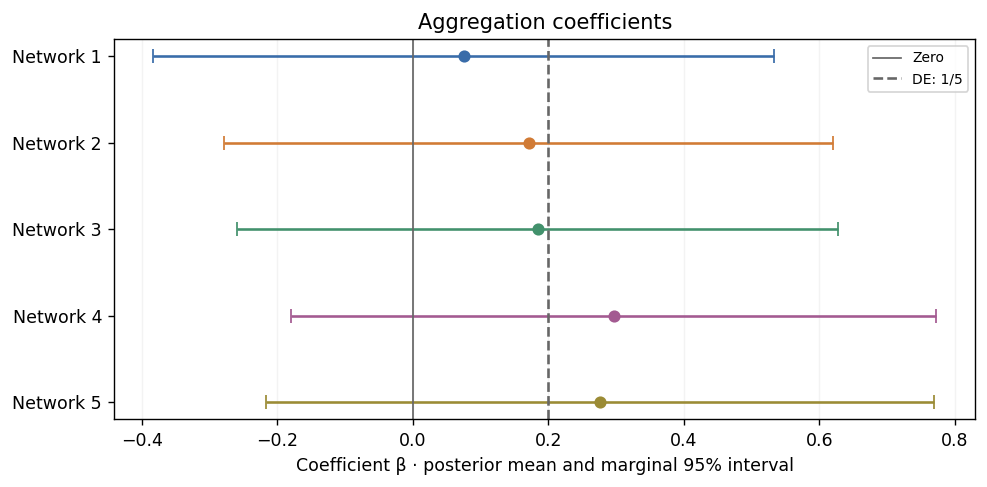 Aggregation coefficients
Network 1
Network 2
Network 3
Network 4
Network 5
Zero
DE: 1/5
−0.4 −0.2 0.0 0.2 0.4 0.6 0.8
Coefficient β · posterior mean and marginal 95% interval